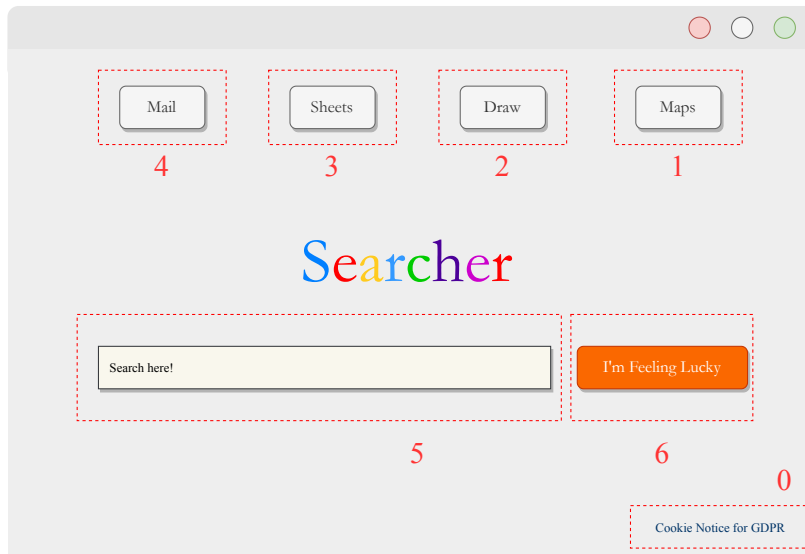 Mail Sheets Draw Maps
4 3 2 1
Searcher
Search here! I'm Feeling Lucky
5 6
0
Cookie Notice for GDPR